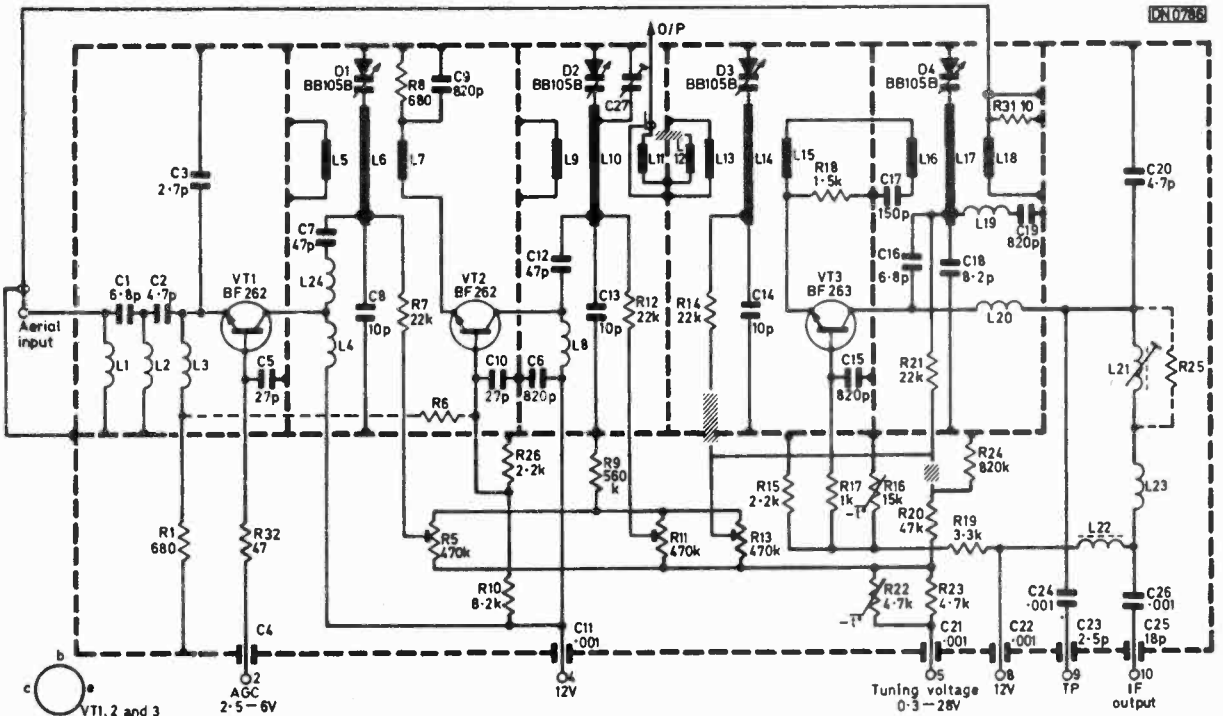 DN0786
O/P
D1
BB105B
R8
680
C9
820p
D2
BB105B
C27
D3
BB105B
D4
BB105B
R31 10
C3
2·7p
L5
L6
L7
L9
L10
L11
L12
L13
L14
L15
L16
L17
L18
R18
1·5k
C17
150p
C20
4·7p
L19
C19
820p
C7
47p
L24
C1
6·8p
C2
4·7p
VT1
BF262
C8
10p
R7
22k
VT2
BF262
C12
47p
C13
10p
R12
22k
R14
22k
C14
10p
VT3
BF263
C16
6·8p
C18
8·2p
L20
Aerial
input
L1
L2
L3
C5
27p
L4
C10
27p
C6
820p
L8
C15
820p
R21
22k
L21
R25
R6
R26
2·2k
R9
560
k
R15
2·2k
R17
1k
R16
15k
-t°
R24
820k
L23
R1
680
R32
47
R5
470k
R11
470k
R13
470k
R20
47k
R19
3·3k
L22
R10
8·2k
R22
4·7k
-t°
R23
4·7k
C24
·001
C26
·001
C4
C11
·001
C21
·001
C22
·001
C23
2·5p
C25
18p
b
c
e
VT1, 2 and 3
2
AGC
2·5–6V
4
12V
5
Tuning voltage
0·3–28V
8
12V
9
TP
10
IF
output